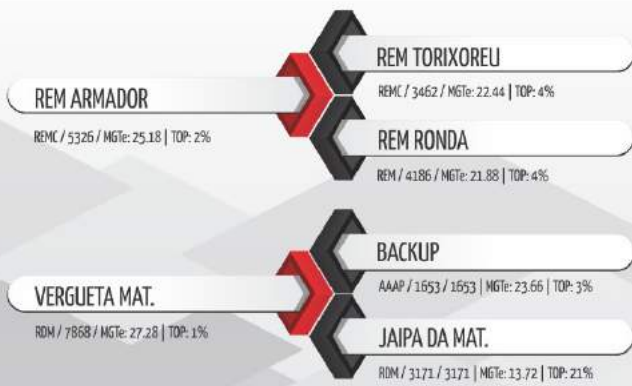 REM TORIXOREU
REMC / 3462 / MGTe: 22.44 | TOP: 4%
REM ARMADOR
REMC / 5326 / MGTe: 25.18 | TOP: 2%
REM RONDA
REM / 4186 / MGTe: 21.88 | TOP: 4%
BACKUP
AAAP / 1653 / 1653 | MGTe: 23.66 | TOP: 3%
VERGUETA MAT.
RDM / 7868 / MGTe: 27.28 | TOP: 1%
JAIPA DA MAT.
RDM / 3171 / 3171 | MGTe: 13.72 | TOP: 21%